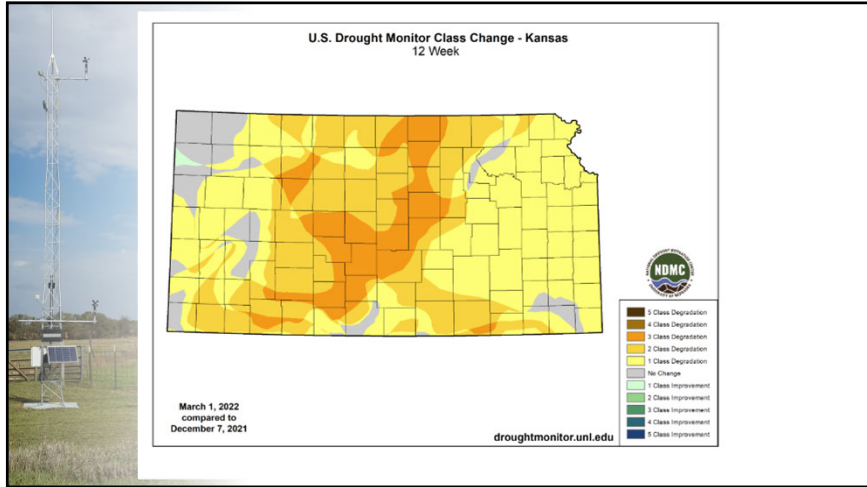 U.S. Drought Monitor Class Change - Kansas
12 Week
NDMC
5 Class Degradation
4 Class Degradation
3 Class Degradation
2 Class Degradation
1 Class Degradation
No Change
1 Class Improvement
2 Class Improvement
3 Class Improvement
4 Class Improvement
5 Class Improvement
March 1, 2022
compared to
December 7, 2021
droughtmonitor.unl.edu